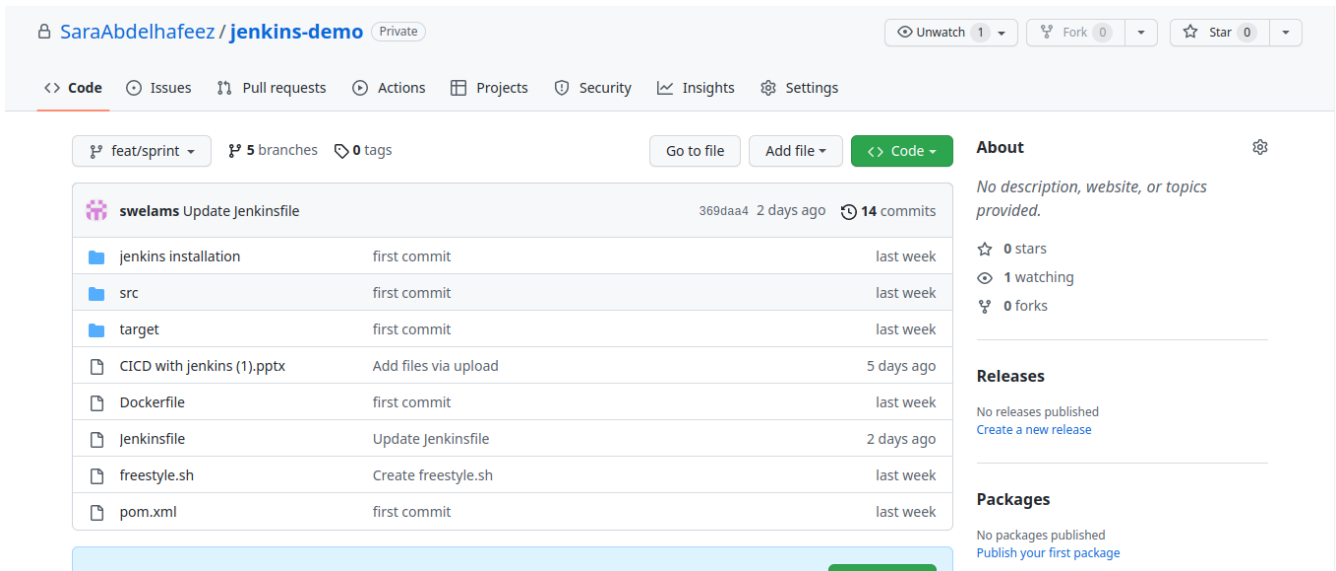 SaraAbdelhafeez / jenkins-demo Private Unwatch 1 Fork 0 Star 0
Code Issues Pull requests Actions Projects Security Insights Settings
feat/sprint 5 branches 0 tags Go to file Add file Code
swelams Update Jenkinsfile 369daa4 2 days ago 14 commits
jenkins installation first commit last week
src first commit last week
target first commit last week
CICD with jenkins (1).pptx Add files via upload 5 days ago
Dockerfile first commit last week
Jenkinsfile Update Jenkinsfile 2 days ago
freestyle.sh Create freestyle.sh last week
pom.xml first commit last week
About
No description, website, or topics
provided.
0 stars
1 watching
0 forks
Releases
No releases published
Create a new release
Packages
No packages published
Publish your first package